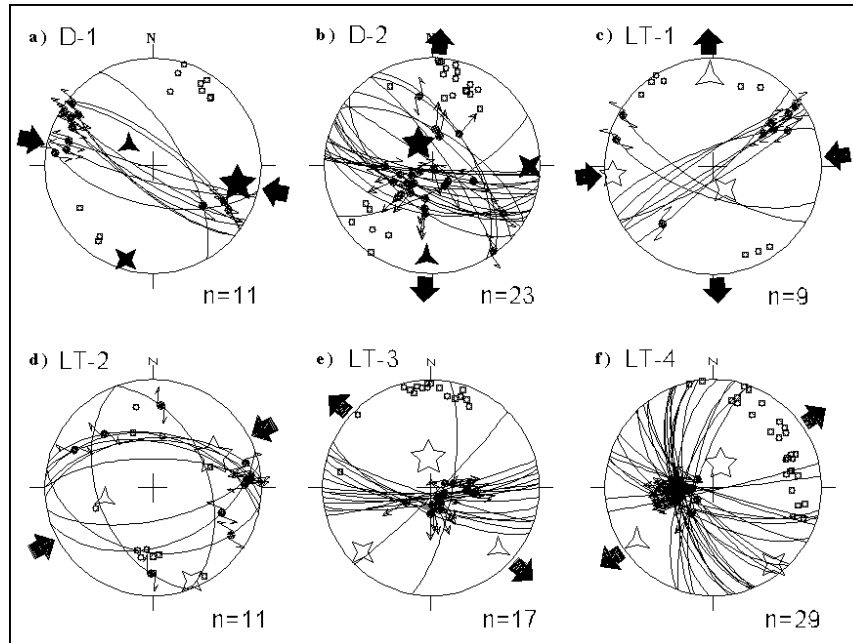 a) D-1
N
b) D-2
N
c) LT-1
n=11
n=23
n=9
d) LT-2
N
e) LT-3
N
f) LT-4
N
n=11
n=17
n=29